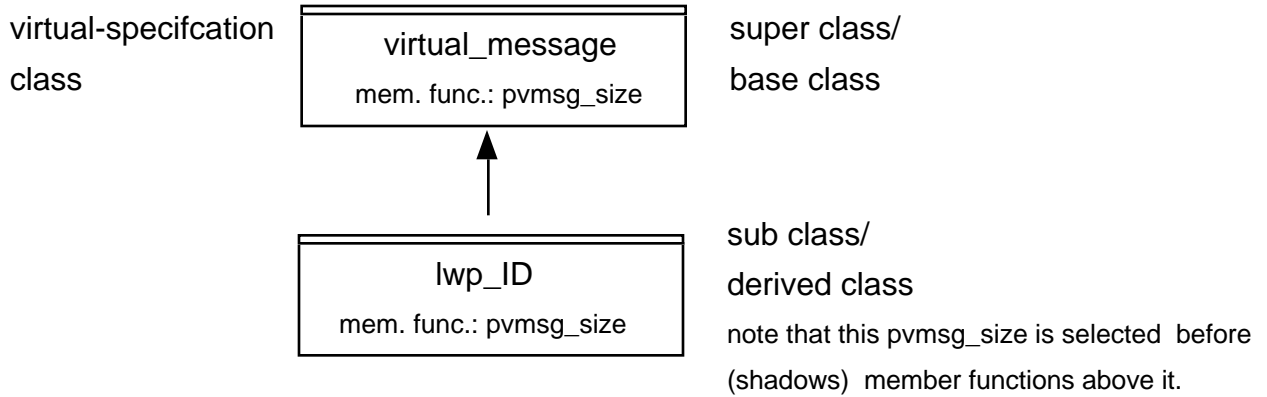 virtual-specifcation
class
virtual_message
mem. func.: pvmsg_size
super class/
base class
lwp_ID
mem. func.: pvmsg_size
sub class/
derived class
note that this pvmsg_size is selected before
(shadows) member functions above it.